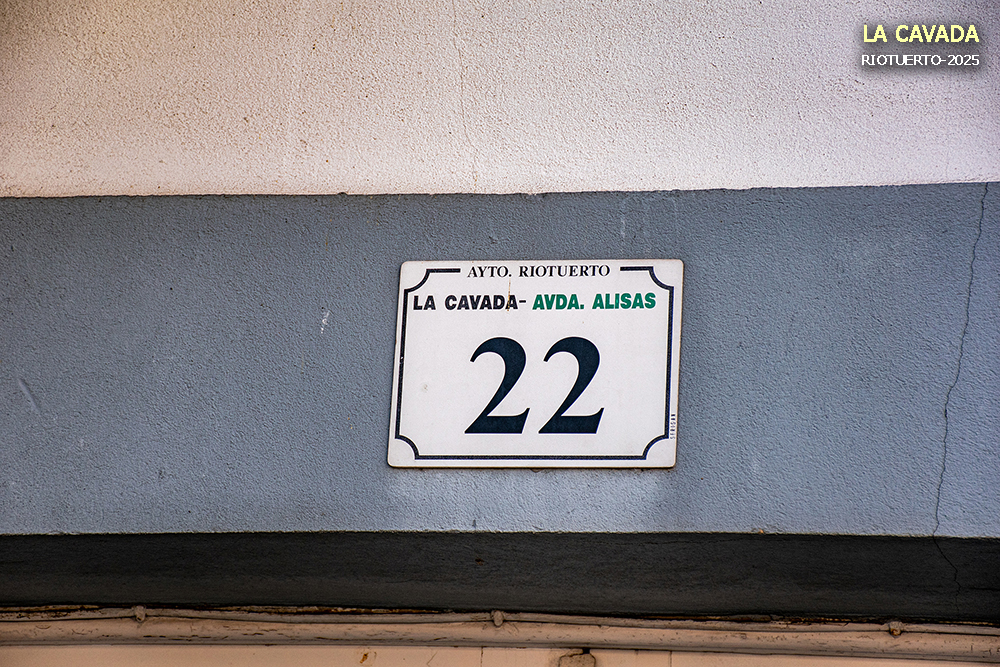 LA CAVADA
RIOTUERTO-2025
AYTO. RIOTUERTO
LA CAVADA- AVDA. ALISAS
22